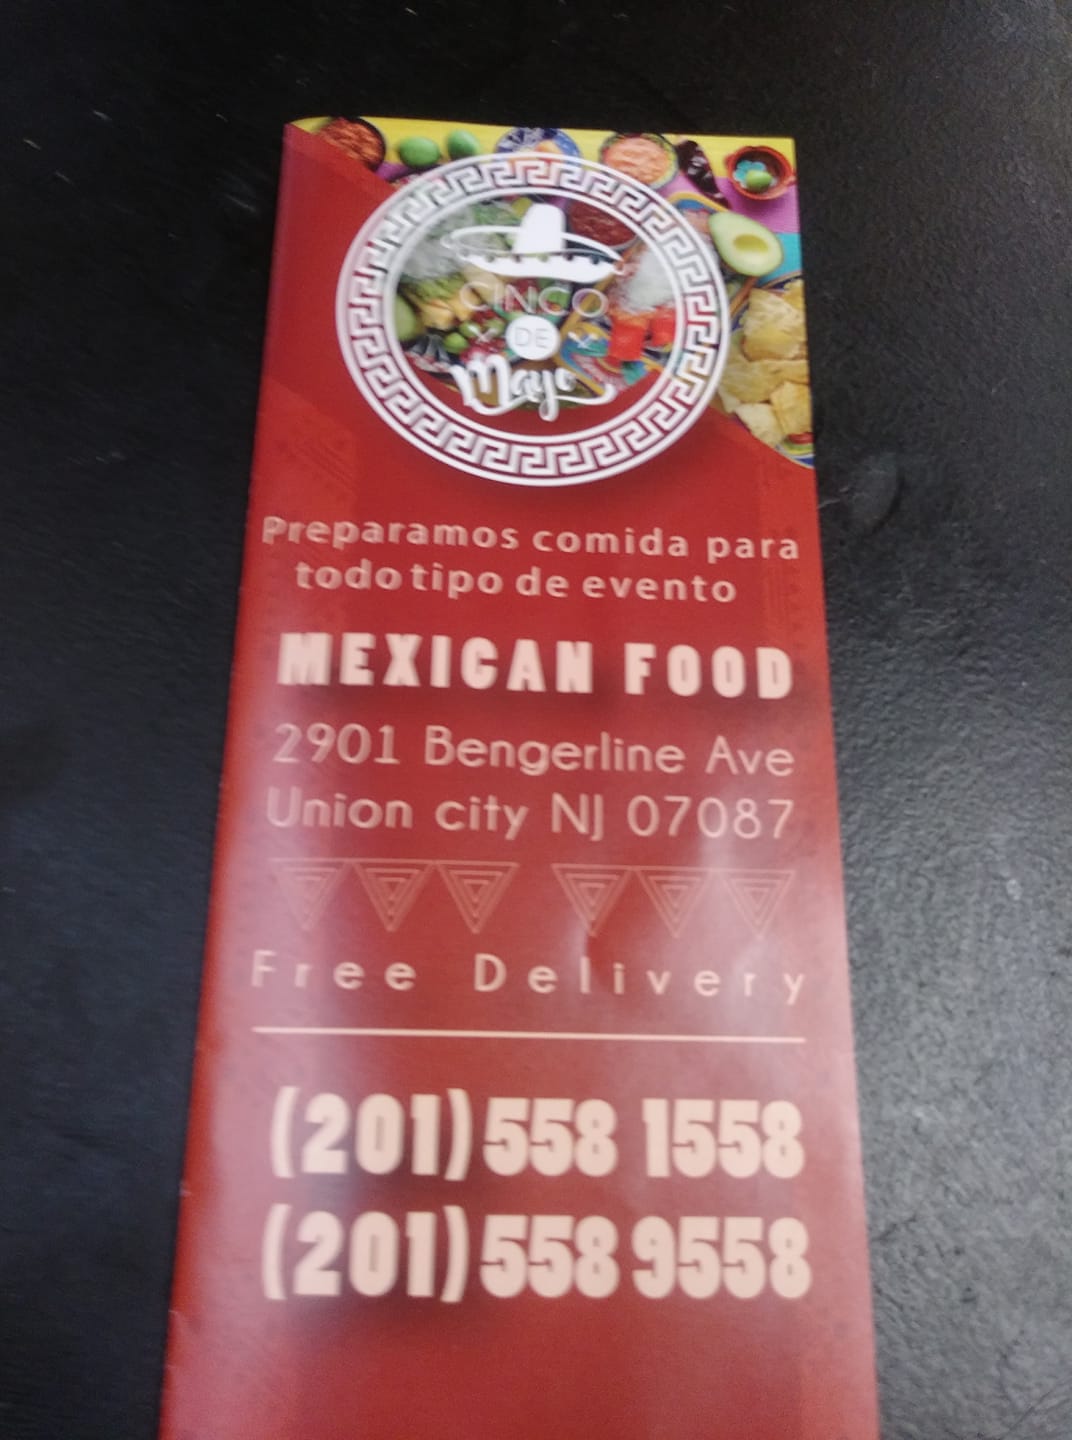 CINCO
DE
Mayo
Preparamos comida para
todo tipo de evento
MEXICAN FOOD
2901 Bengerline Ave
Union city NJ 07087
Free Delivery
(201) 558 1558
(201) 558 9558